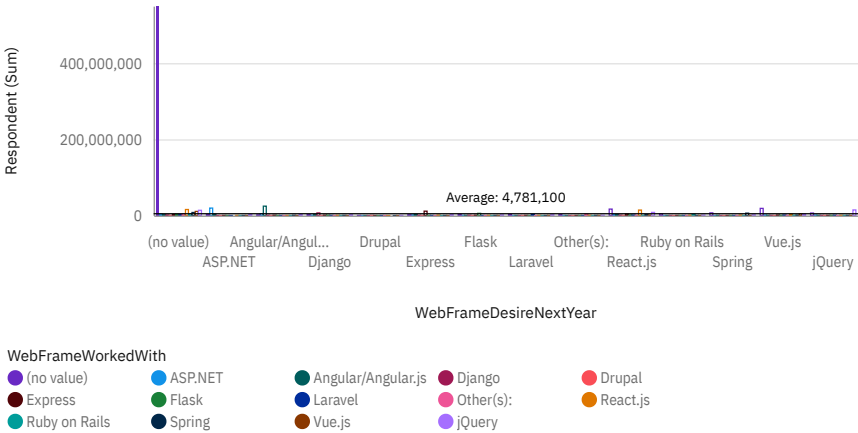 Respondent (Sum)
400,000,000
200,000,000
0
Average: 4,781,100
(no value) Angular/Angul... Drupal Flask Other(s): Ruby on Rails Vue.js
ASP.NET Django Express Laravel React.js Spring jQuery
WebFrameDesireNextYear
WebFrameWorkedWith
(no value) ASP.NET Angular/Angular.js Django Drupal
Express Flask Laravel Other(s): React.js
Ruby on Rails Spring Vue.js jQuery